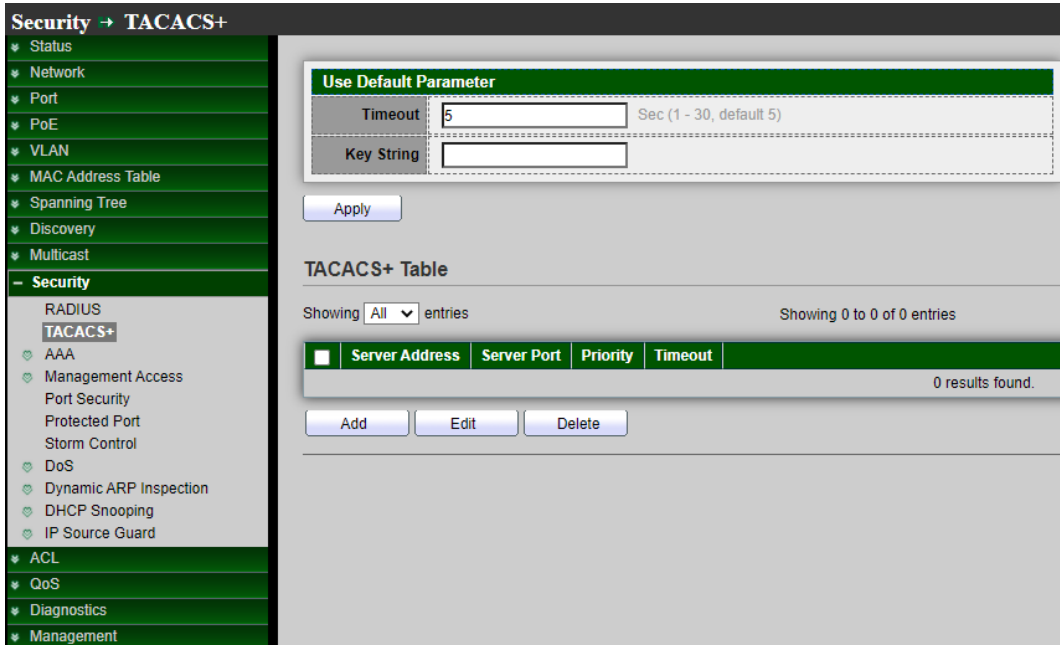 Security → TACACS+
Status
Network
Port
PoE
VLAN
MAC Address Table
Spanning Tree
Discovery
Multicast
Security
RADIUS
TACACS+
AAA
Management Access
Port Security
Protected Port
Storm Control
DoS
Dynamic ARP Inspection
DHCP Snooping
IP Source Guard
ACL
QoS
Diagnostics
Management
Use Default Parameter
Timeout 5 Sec (1 - 30, default 5)
Key String
Apply
TACACS+ Table
Showing All entries Showing 0 to 0 of 0 entries
Server Address Server Port Priority Timeout
0 results found.
Add Edit Delete